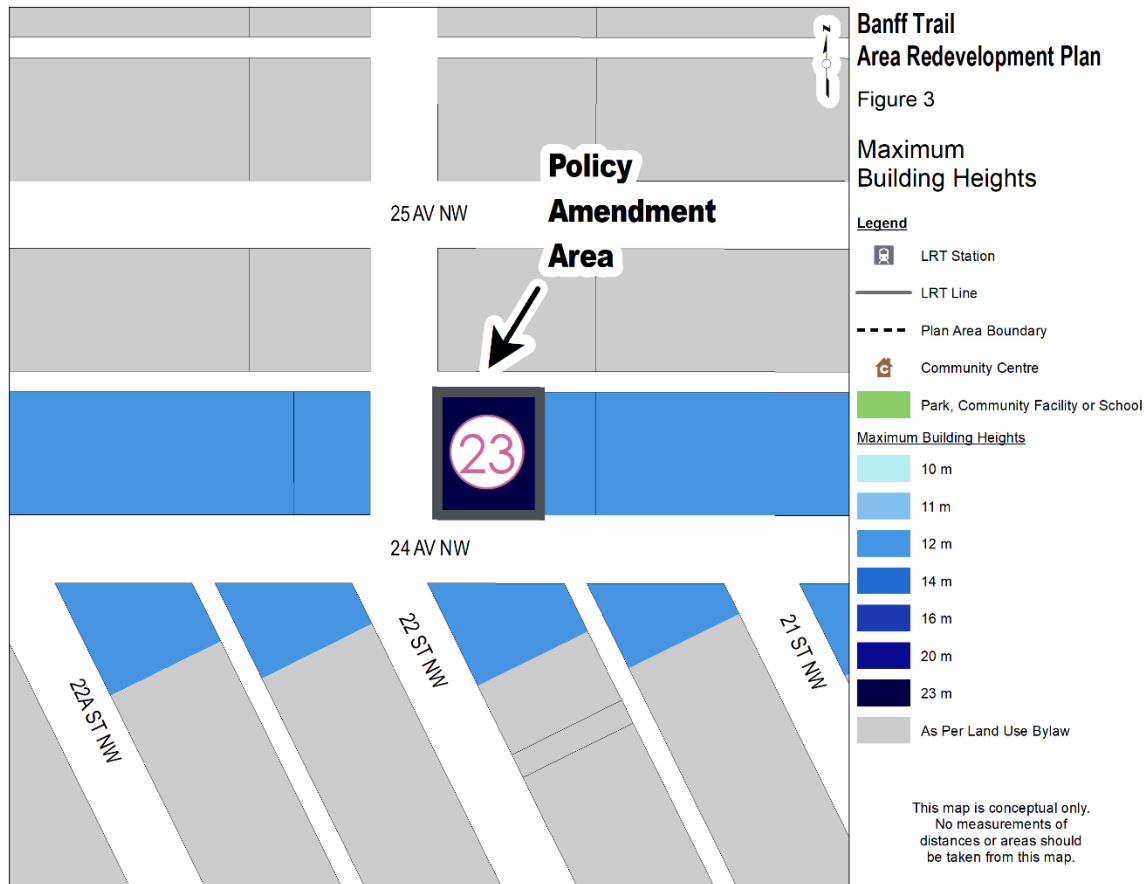 Banff Trail
Area Redevelopment Plan
Figure 3
Maximum
Building Heights
Legend
LRT Station
LRT Line
Plan Area Boundary
C
Community Centre
Park, Community Facility or School
Maximum Building Heights
10 m
11 m
12 m
14 m
16 m
20 m
23 m
As Per Land Use Bylaw
This map is conceptual only.
No measurements of
distances or areas should
be taken from this map.
N
Policy
Amendment
Area
25 AV NW
23
24 AV NW
22A ST NW
22 ST NW
21 ST NW